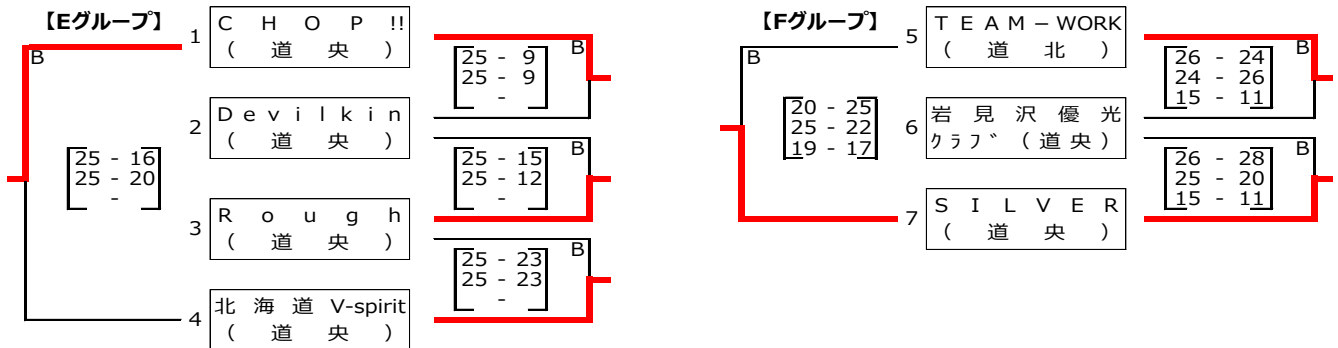 【Eグループ】
B
1
C H O P !!
( 道 央 )
B
25 - 9
25 - 9
-
2
D e v i l k i n
( 道 央 )
25 - 16
25 - 20
-
B
25 - 15
25 - 12
-
3
R o u g h
( 道 央 )
B
25 - 23
25 - 23
-
4
北 海 道 V-spirit
( 道 央 )
【Fグループ】
B
5
T E A M − WORK
( 道 北 )
B
26 - 24
24 - 26
15 - 11
20 - 25
25 - 22
19 - 17
6
岩 見 沢 優 光
ｸ ﾗ ﾌﾞ ( 道 央 )
B
26 - 28
25 - 20
15 - 11
7
S I L V E R
( 道 央 )